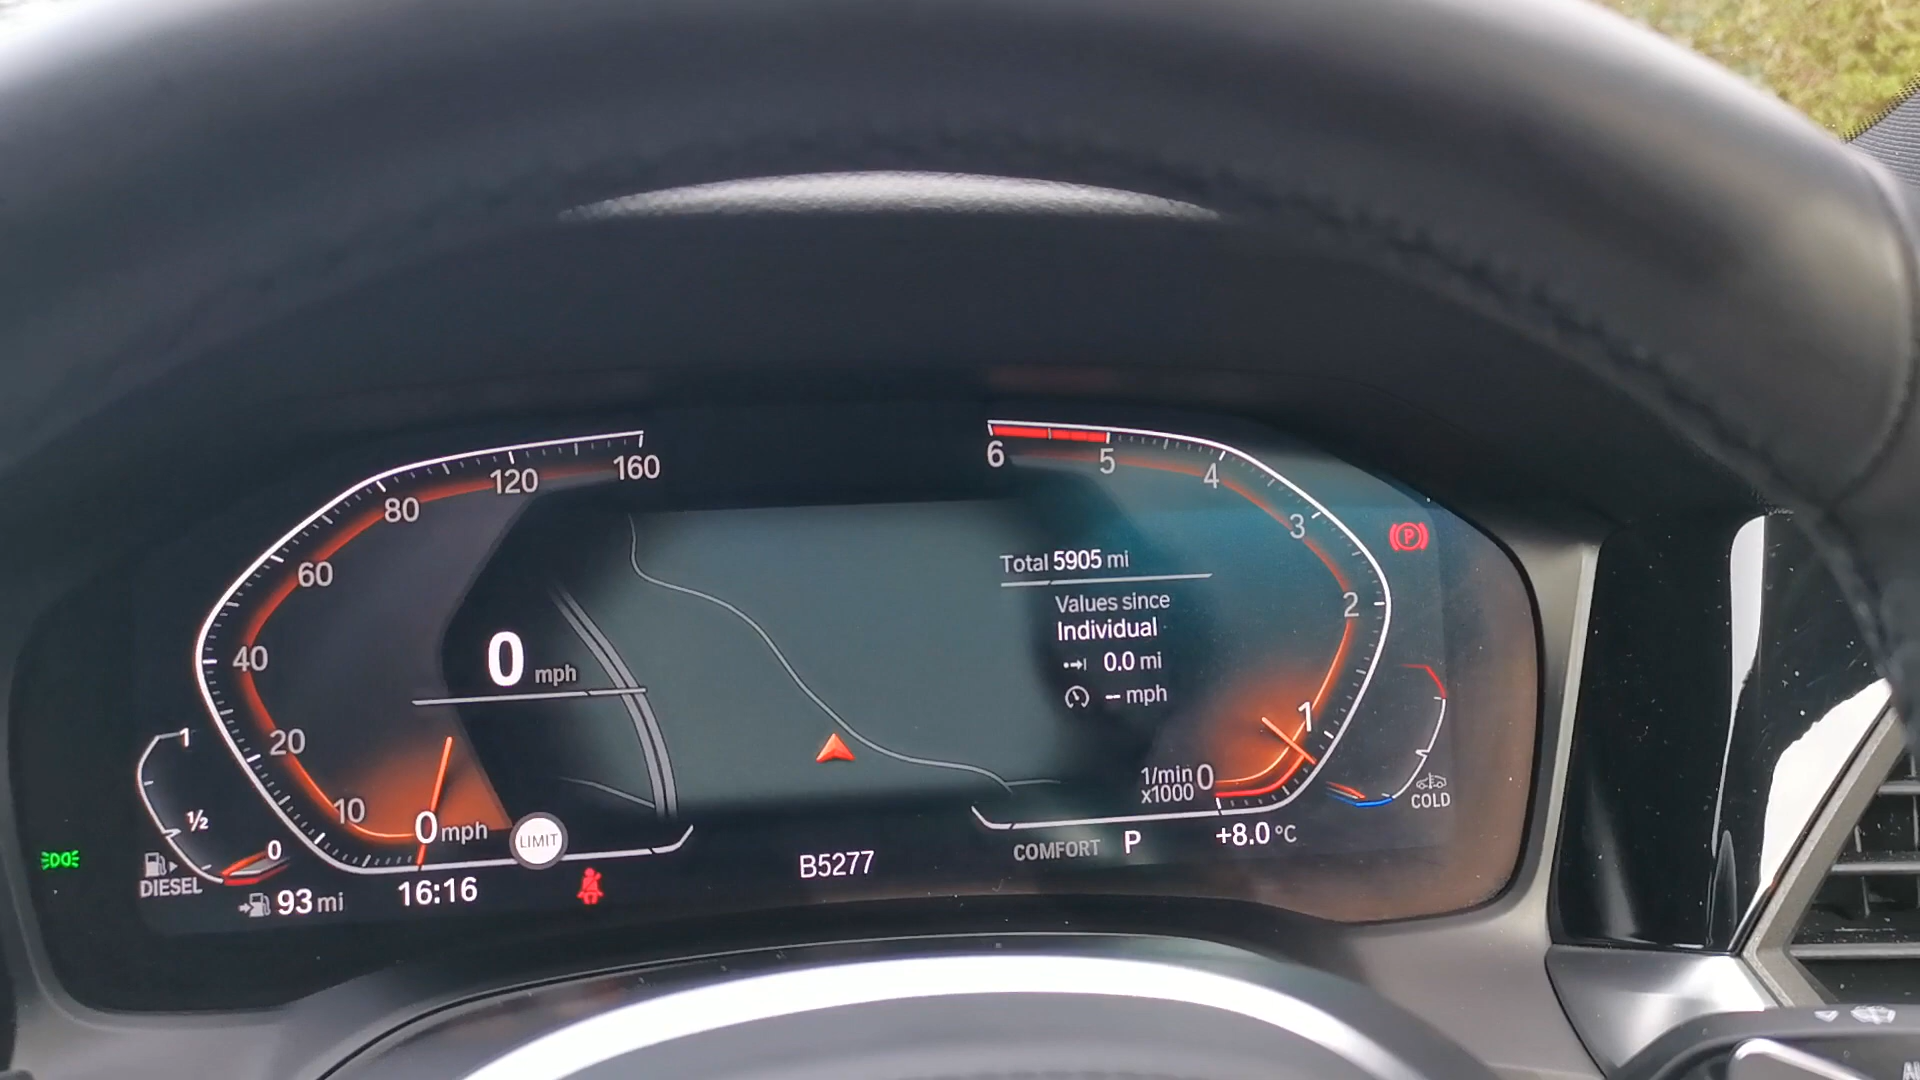 160
120
80
60
40
20
10
0 mph
0 mph
LIMIT
1
½
0
DIESEL
93 mi
16:16
B5277
6
5
4
3
2
1
0
1/min
x1000
Total 5905 mi
Values since
Individual
0.0 mi
-- mph
P
COLD
COMFORT P
+8.0 °C